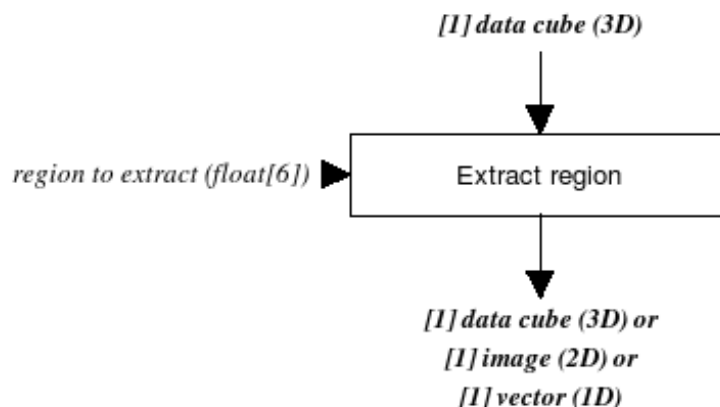 [1] data cube (3D)
region to extract (float[6])
Extract region
[1] data cube (3D) or
[1] image (2D) or
[1] vector (1D)